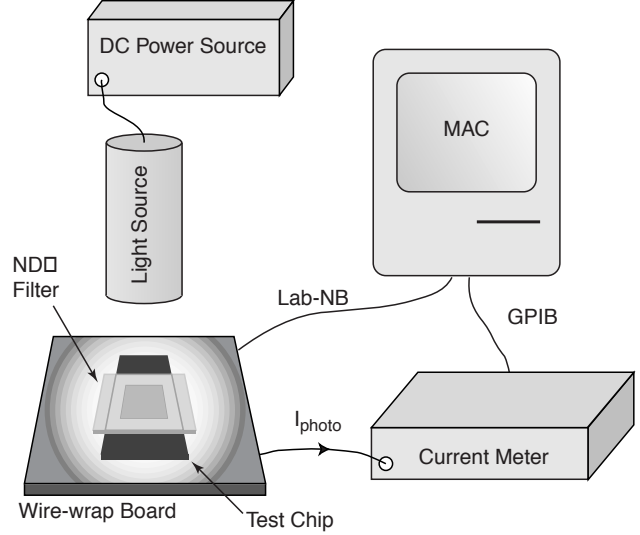 DC Power Source
MAC
Light Source
ND
Filter
Lab-NB
GPIB
Iphoto
Current Meter
Wire-wrap Board
Test Chip